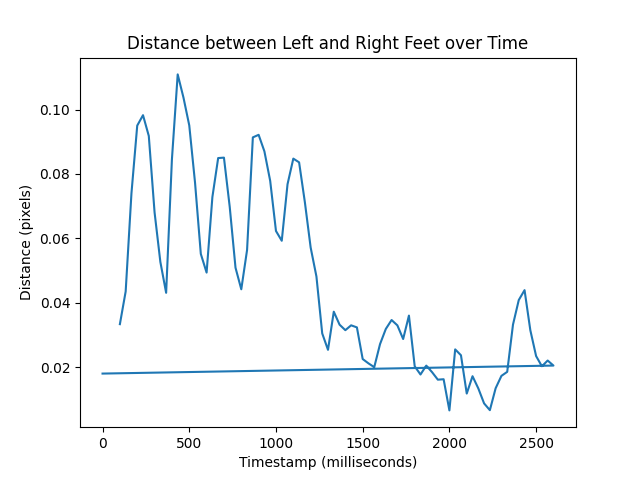 Distance between Left and Right Feet over Time
Distance (pixels)
0.10
0.08
0.06
0.04
0.02
0 500 1000 1500 2000 2500
Timestamp (milliseconds)